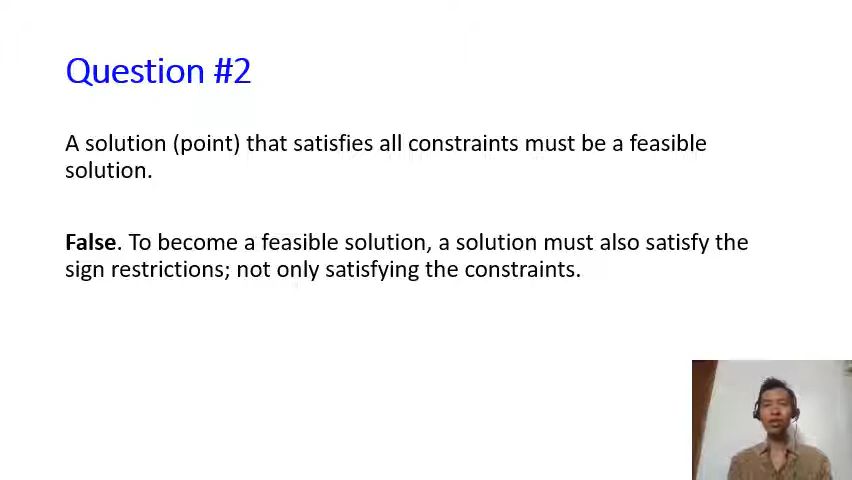 Question #2
A solution (point) that satisfies all constraints must be a feasible
solution.
False. To become a feasible solution, a solution must also satisfy the
sign restrictions; not only satisfying the constraints.